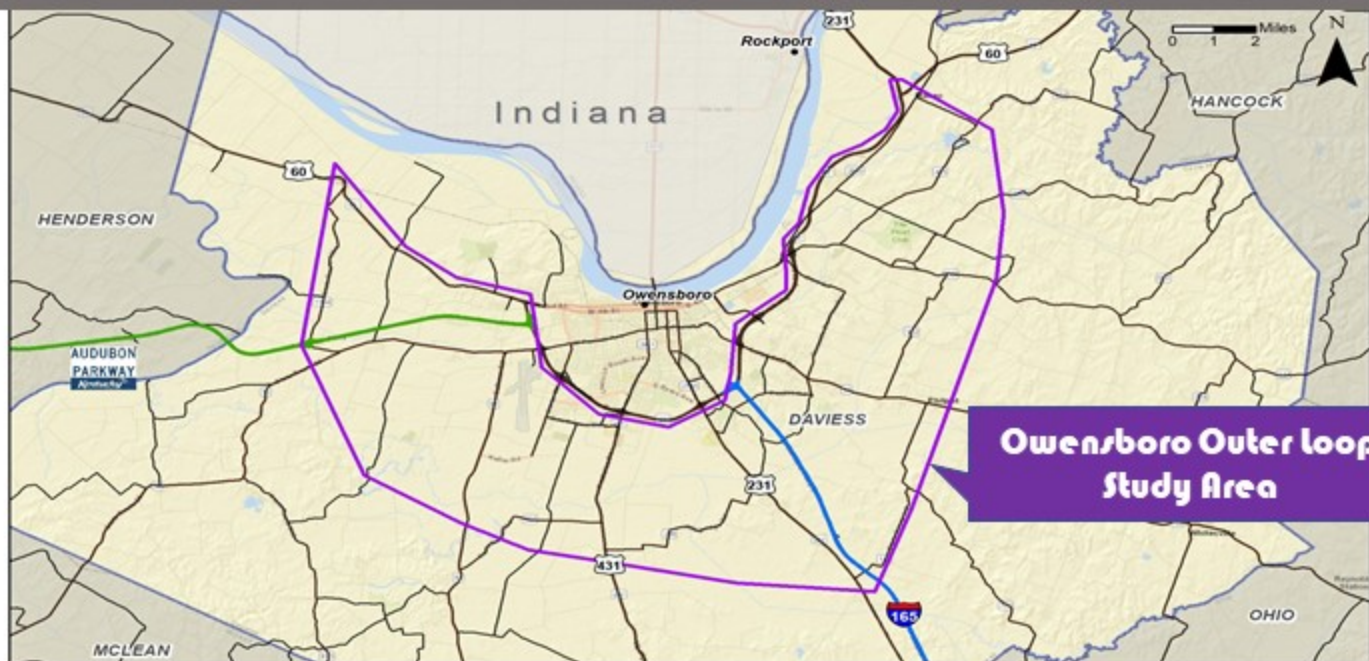 231
Miles
0 1 2
N
Rockport
60
HANCOCK
Indiana
60
HENDERSON
Owensboro
AUDUBON
PARKWAY
Kentucky
DAVIESS
Owensboro Outer Loop
Study Area
231
431
165
OHIO
MCLEAN